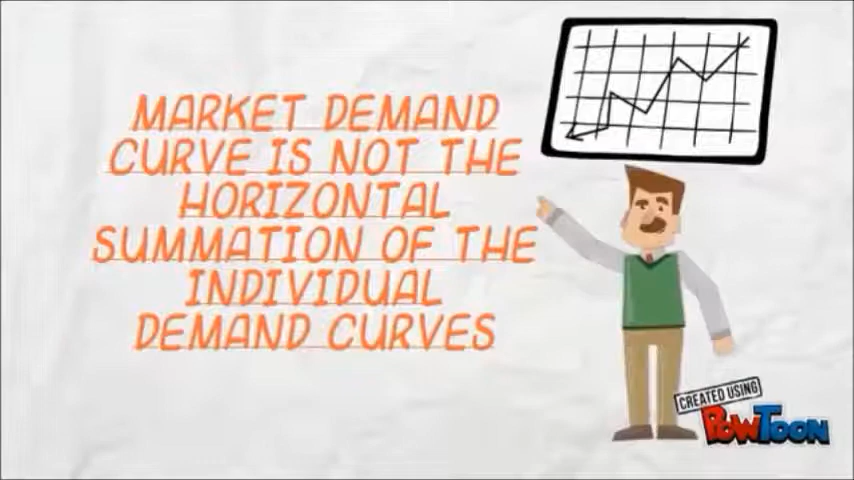 MARKET DEMAND
CURVE IS NOT THE
HORIZONTAL
SUMMATION OF THE
INDIVIDUAL
DEMAND CURVES
CREATED USING
POWTOON